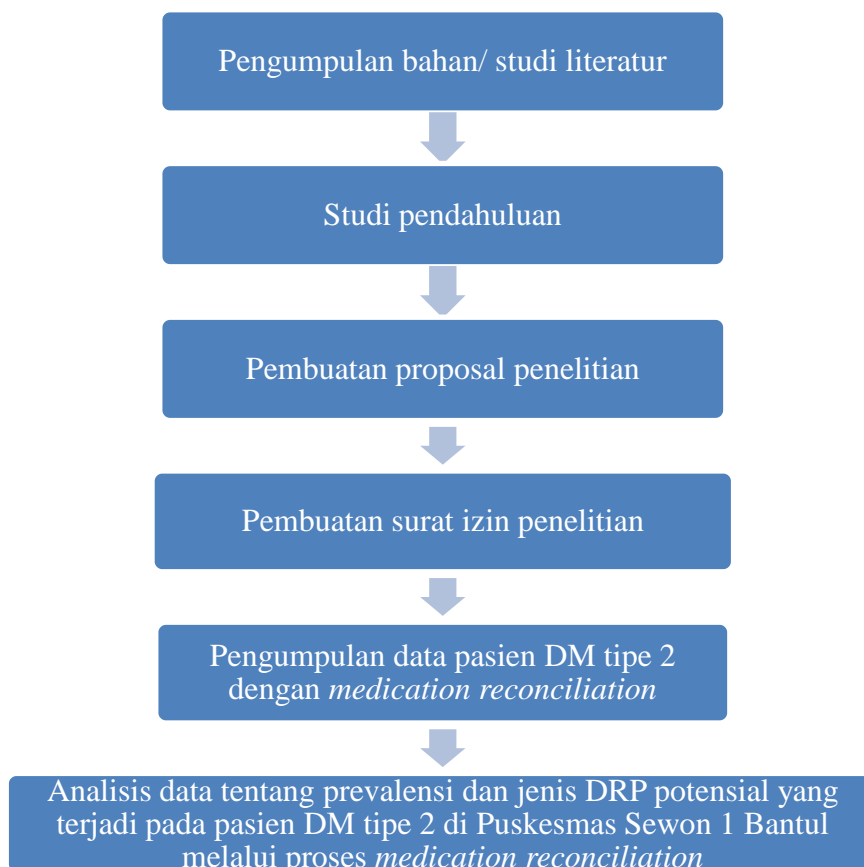 Pengumpulan bahan/ studi literatur
Studi pendahuluan
Pembuatan proposal penelitian
Pembuatan surat izin penelitian
Pengumpulan data pasien DM tipe 2
dengan medication reconciliation
Analisis data tentang prevalensi dan jenis DRP potensial yang
terjadi pada pasien DM tipe 2 di Puskesmas Sewon 1 Bantul
melalui proses medication reconciliation